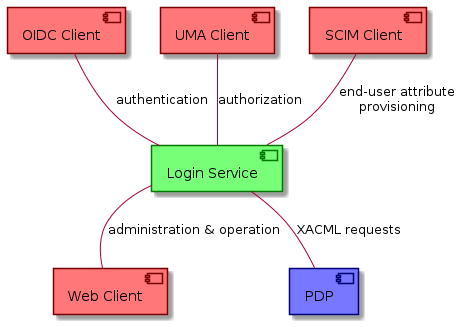 OIDC Client
UMA Client
SCIM Client
authentication
authorization
end-user attribute
provisioning
Login Service
administration & operation
XACML requests
Web Client
PDP